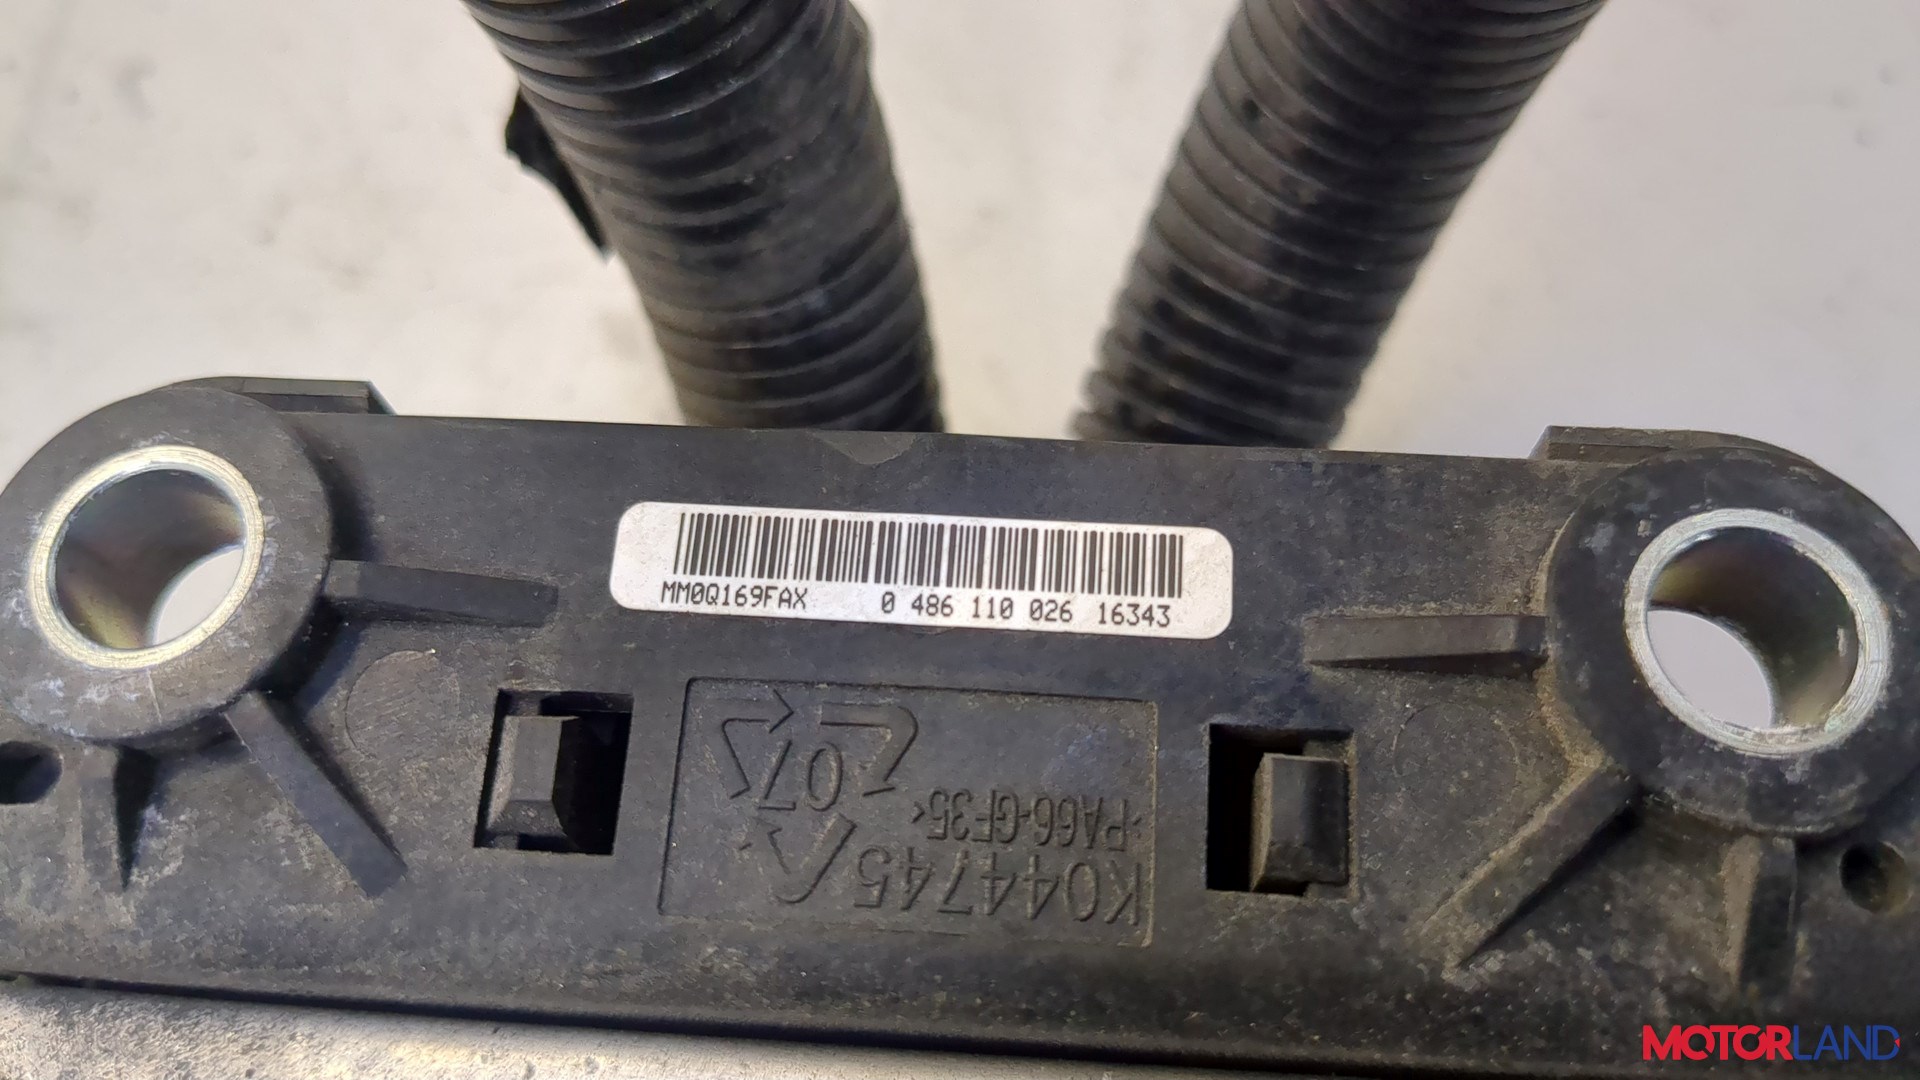 MM0Q169FAX 0 486 110 026 16343
K044745
>PA66-GF35<
07
MOTORLAND